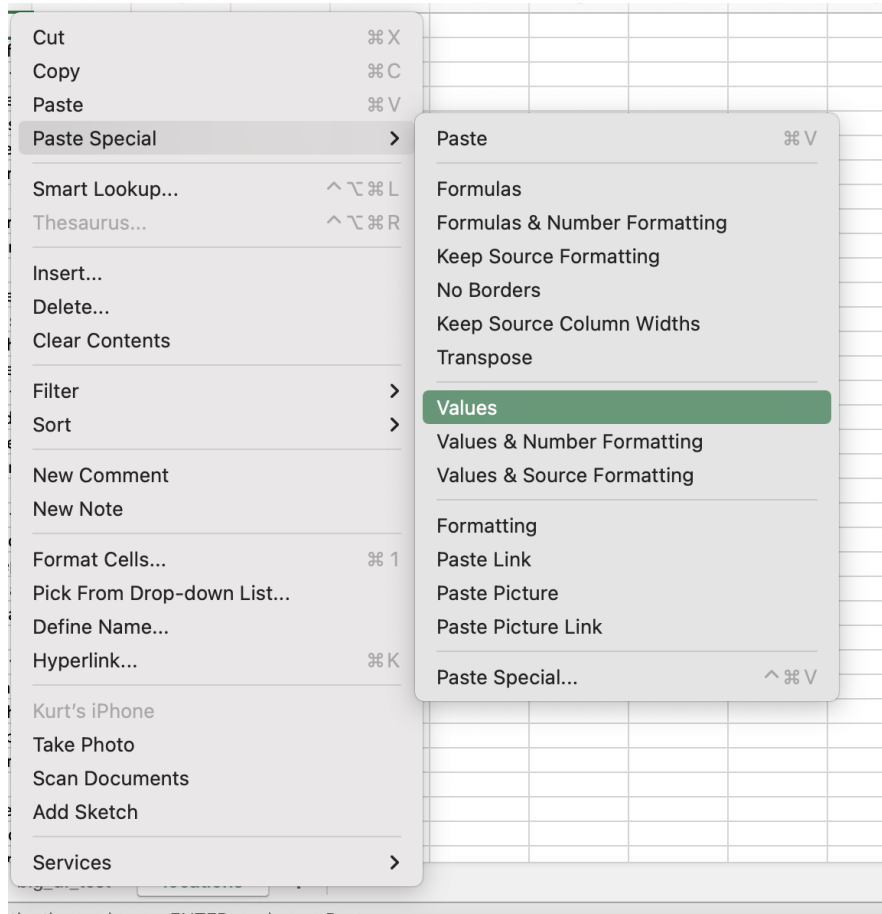 Cut ⌘X
Copy ⌘C
Paste ⌘V
Paste Special
Smart Lookup... ^⌥⌘L
Thesaurus... ^⌥⌘R
Insert...
Delete...
Clear Contents
Filter
Sort
New Comment
New Note
Format Cells... ⌘1
Pick From Drop-down List...
Define Name...
Hyperlink... ⌘K
Kurt’s iPhone
Take Photo
Scan Documents
Add Sketch
Services
Paste ⌘V
Formulas
Formulas & Number Formatting
Keep Source Formatting
No Borders
Keep Source Column Widths
Transpose
Values
Values & Number Formatting
Values & Source Formatting
Formatting
Paste Link
Paste Picture
Paste Picture Link
Paste Special... ^⌘V